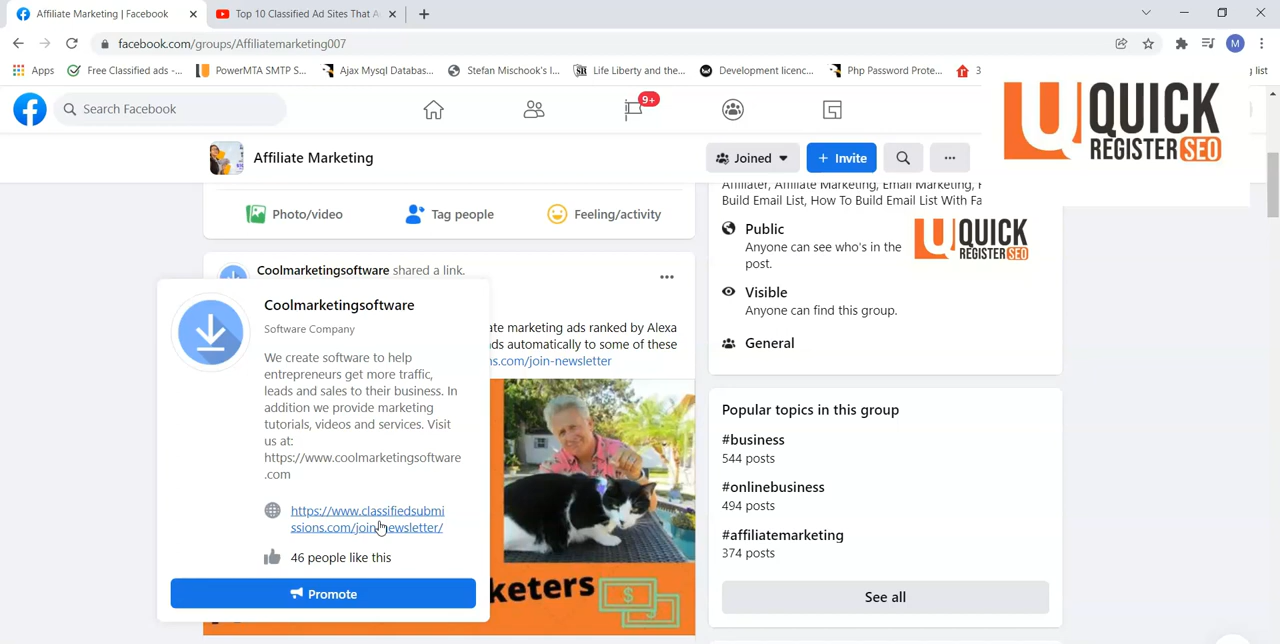 Affiliate Marketing | Facebook
Top 10 Classified Ad Sites That A
facebook.com/groups/Affiliatemarketing007
M
Apps
Free Classified ads -...
PowerMTA SMTP S...
Ajax Mysql Databas...
Stefan Mischook's I...
Life Liberty and the...
Development licenc...
Php Password Prote...
3
g list
Search Facebook
9+
U QUICK
REGISTER SEO
Affiliate Marketing
Joined
+ Invite
Photo/video
Tag people
Feeling/activity
Affiliater, Affiliate Marketing, Email Marketing, F
Build Email List, How To Build Email List With Fa
Public
Anyone can see who's in the
post.
U QUICK
REGISTER SEO
Visible
Anyone can find this group.
General
Coolmarketingsoftware shared a link.
ate marketing ads ranked by Alexa
ds automatically to some of these
ns.com/join-newsletter
Coolmarketingsoftware
Software Company
We create software to help
entrepreneurs get more traffic,
leads and sales to their business. In
addition we provide marketing
tutorials, videos and services. Visit
us at:
https://www.coolmarketingsoftware
.com
https://www.classifiedsubmi
ssions.com/join-newsletter/
46 people like this
Promote
keters
$
Popular topics in this group
#business
544 posts
#onlinebusiness
494 posts
#affiliatemarketing
374 posts
See all